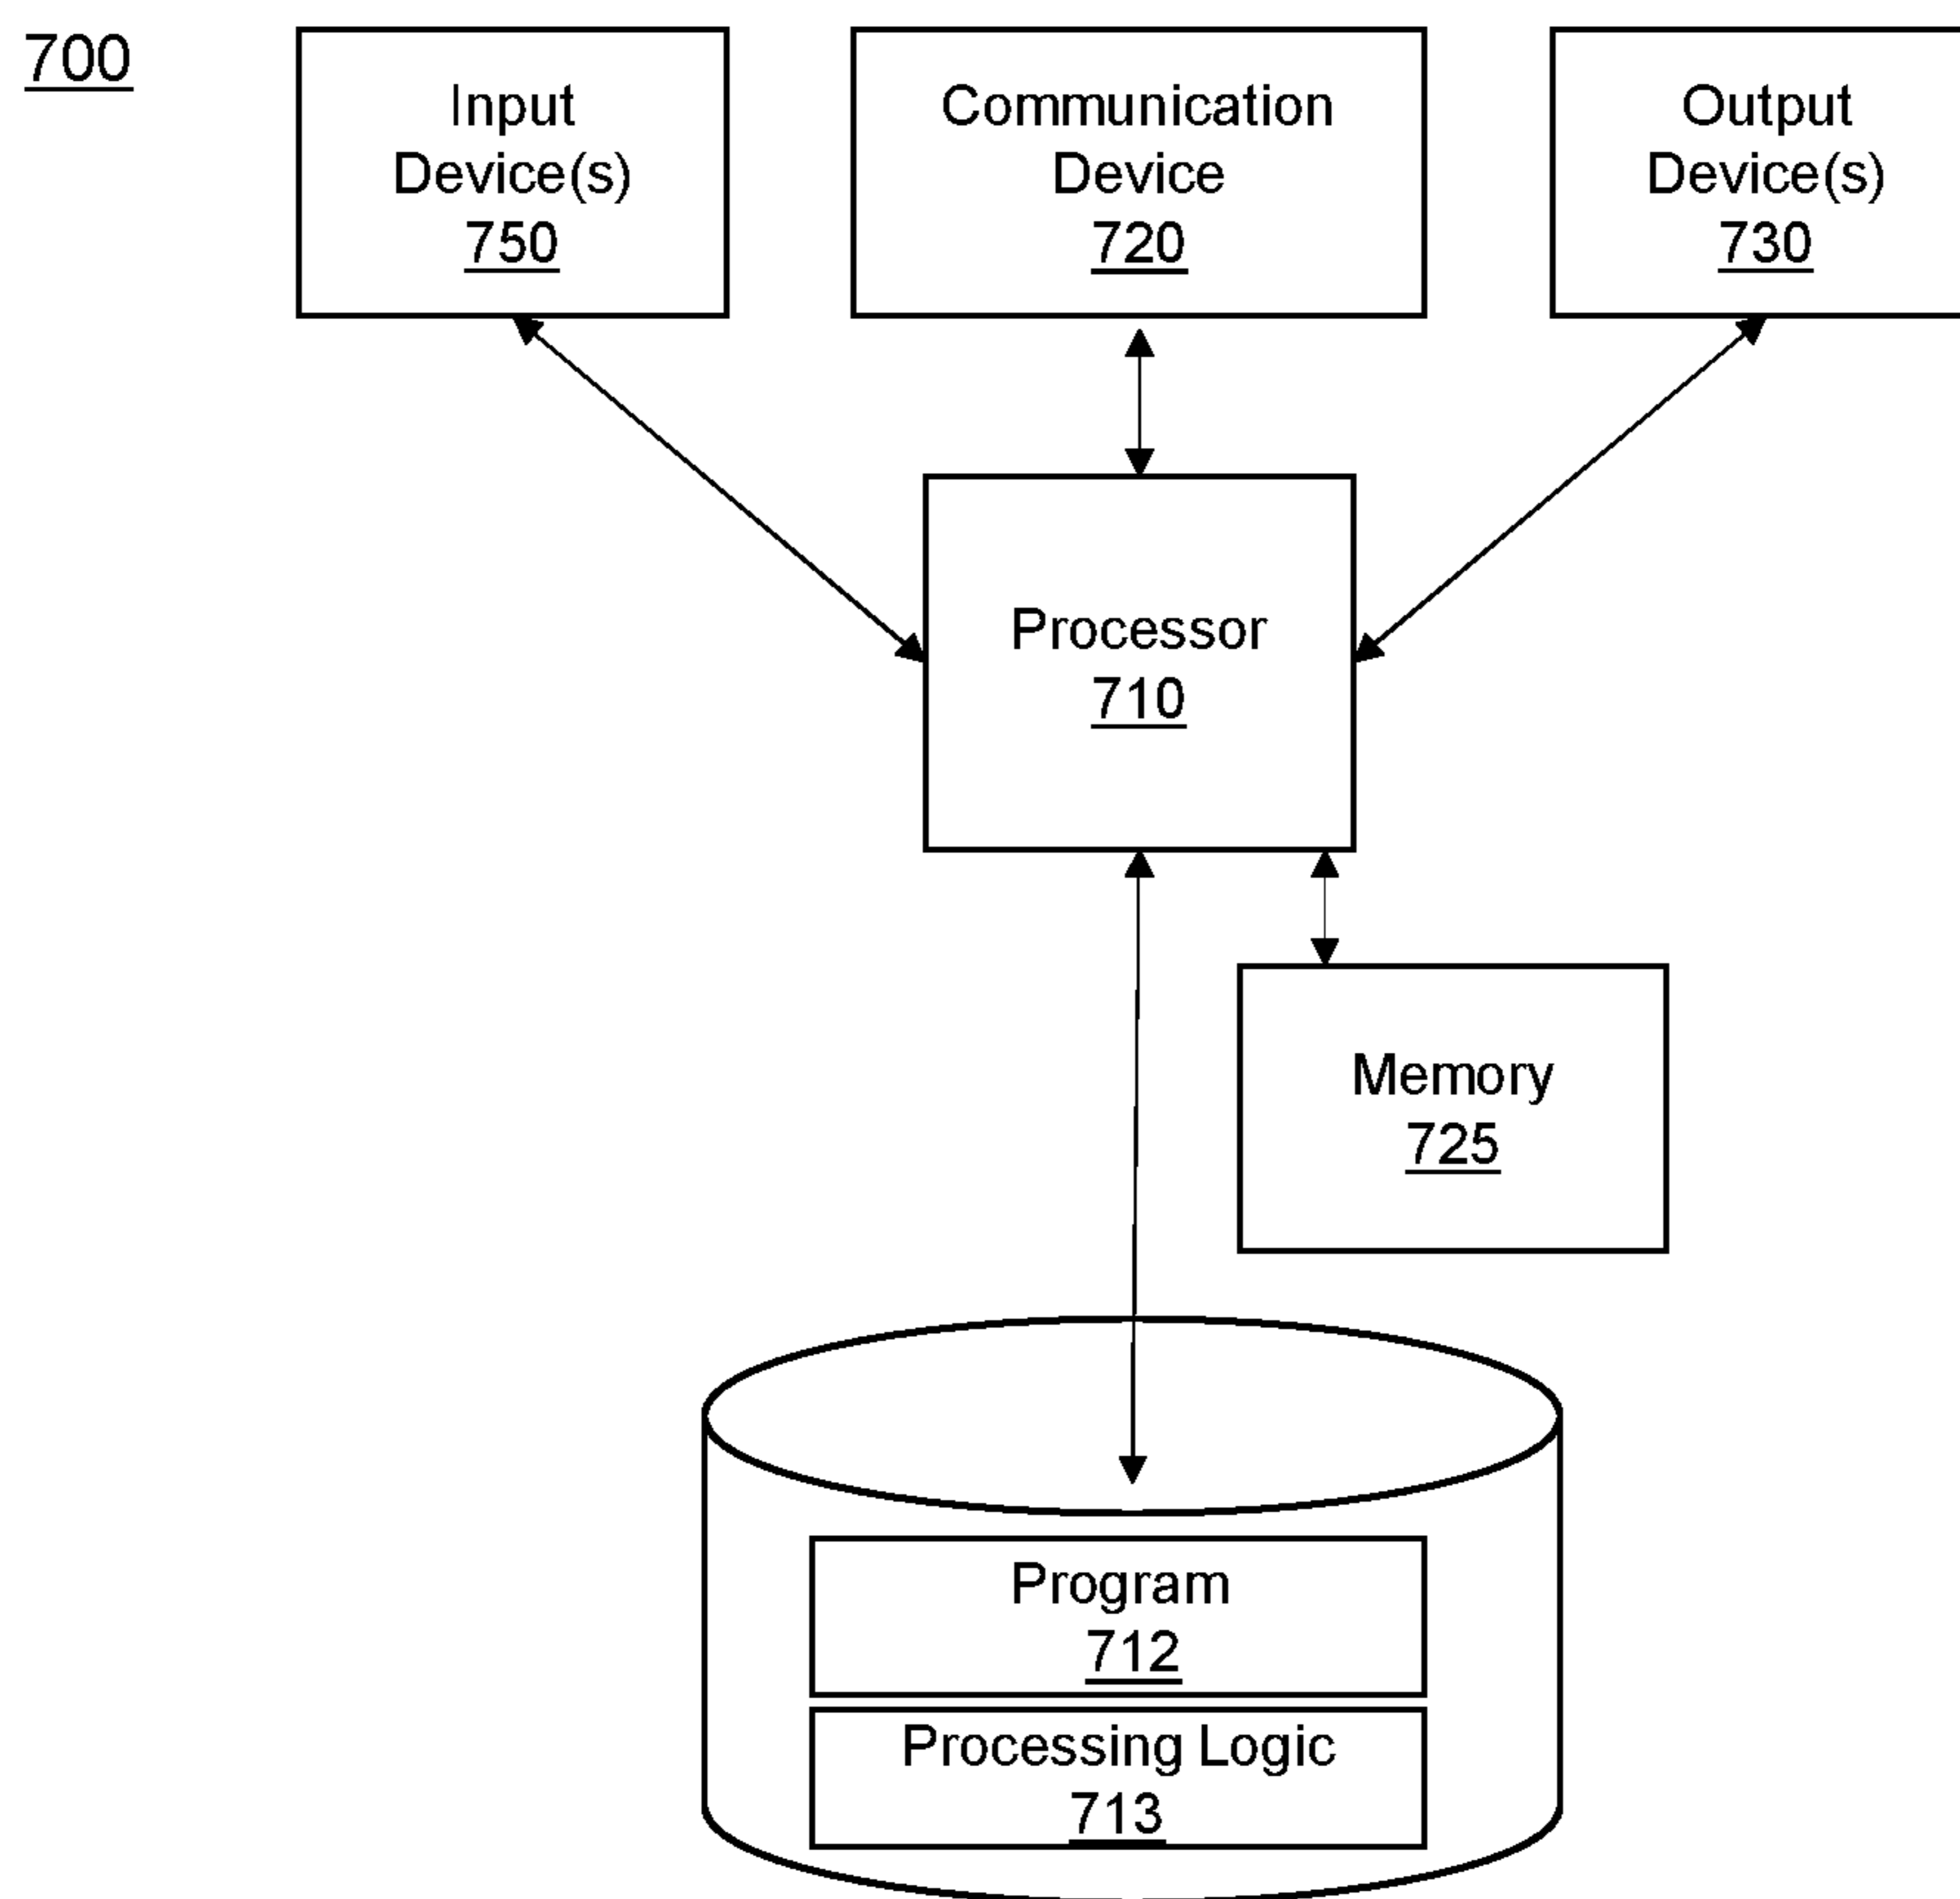 700
Input
Device(s)
750
Communication
Device
720
Output
Device(s)
730
Processor
710
Memory
725
Program
712
Processing Logic
713